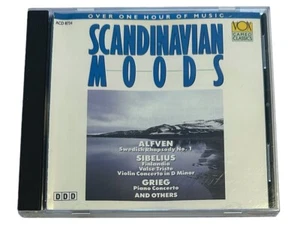 OVER ONE HOUR OF MUSIC
SCANDINAVIAN
MOODS
VOX
CAMEO
CLASSICS
ALFVEN
Swedish Rhapsody No. 1
SIBELIUS
Finlandia
Valse Triste
Violin Concerto in D Minor
GRIEG
Piano Concerto
AND OTHERS
DDD